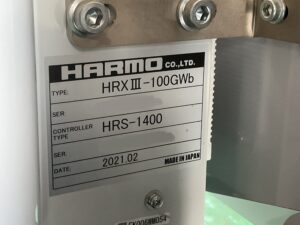 HARMO CO.,LTD.
TYPE: HRXⅢ-100GWb
SER.
CONTROLLER TYPE HRS-1400
SER.
DATE: 2021 02 MADE IN JAPAN